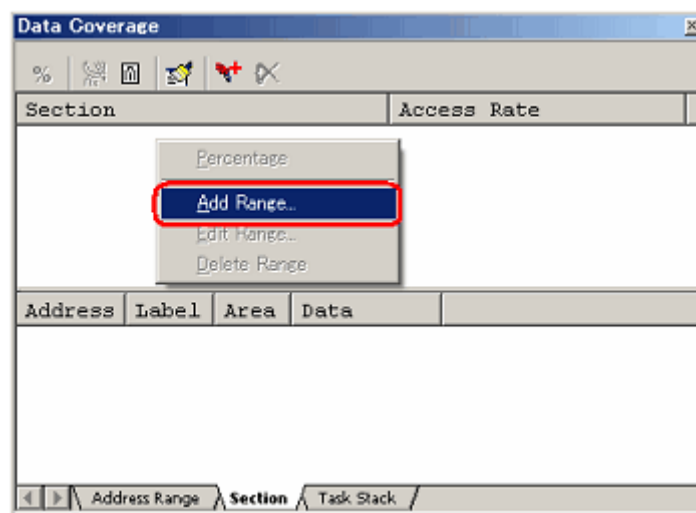 Data Coverage
%
Section Access Rate
Percentage
Add Range...
Edit Range...
Delete Range
Address Label Area Data
Address Range Section Task Stack